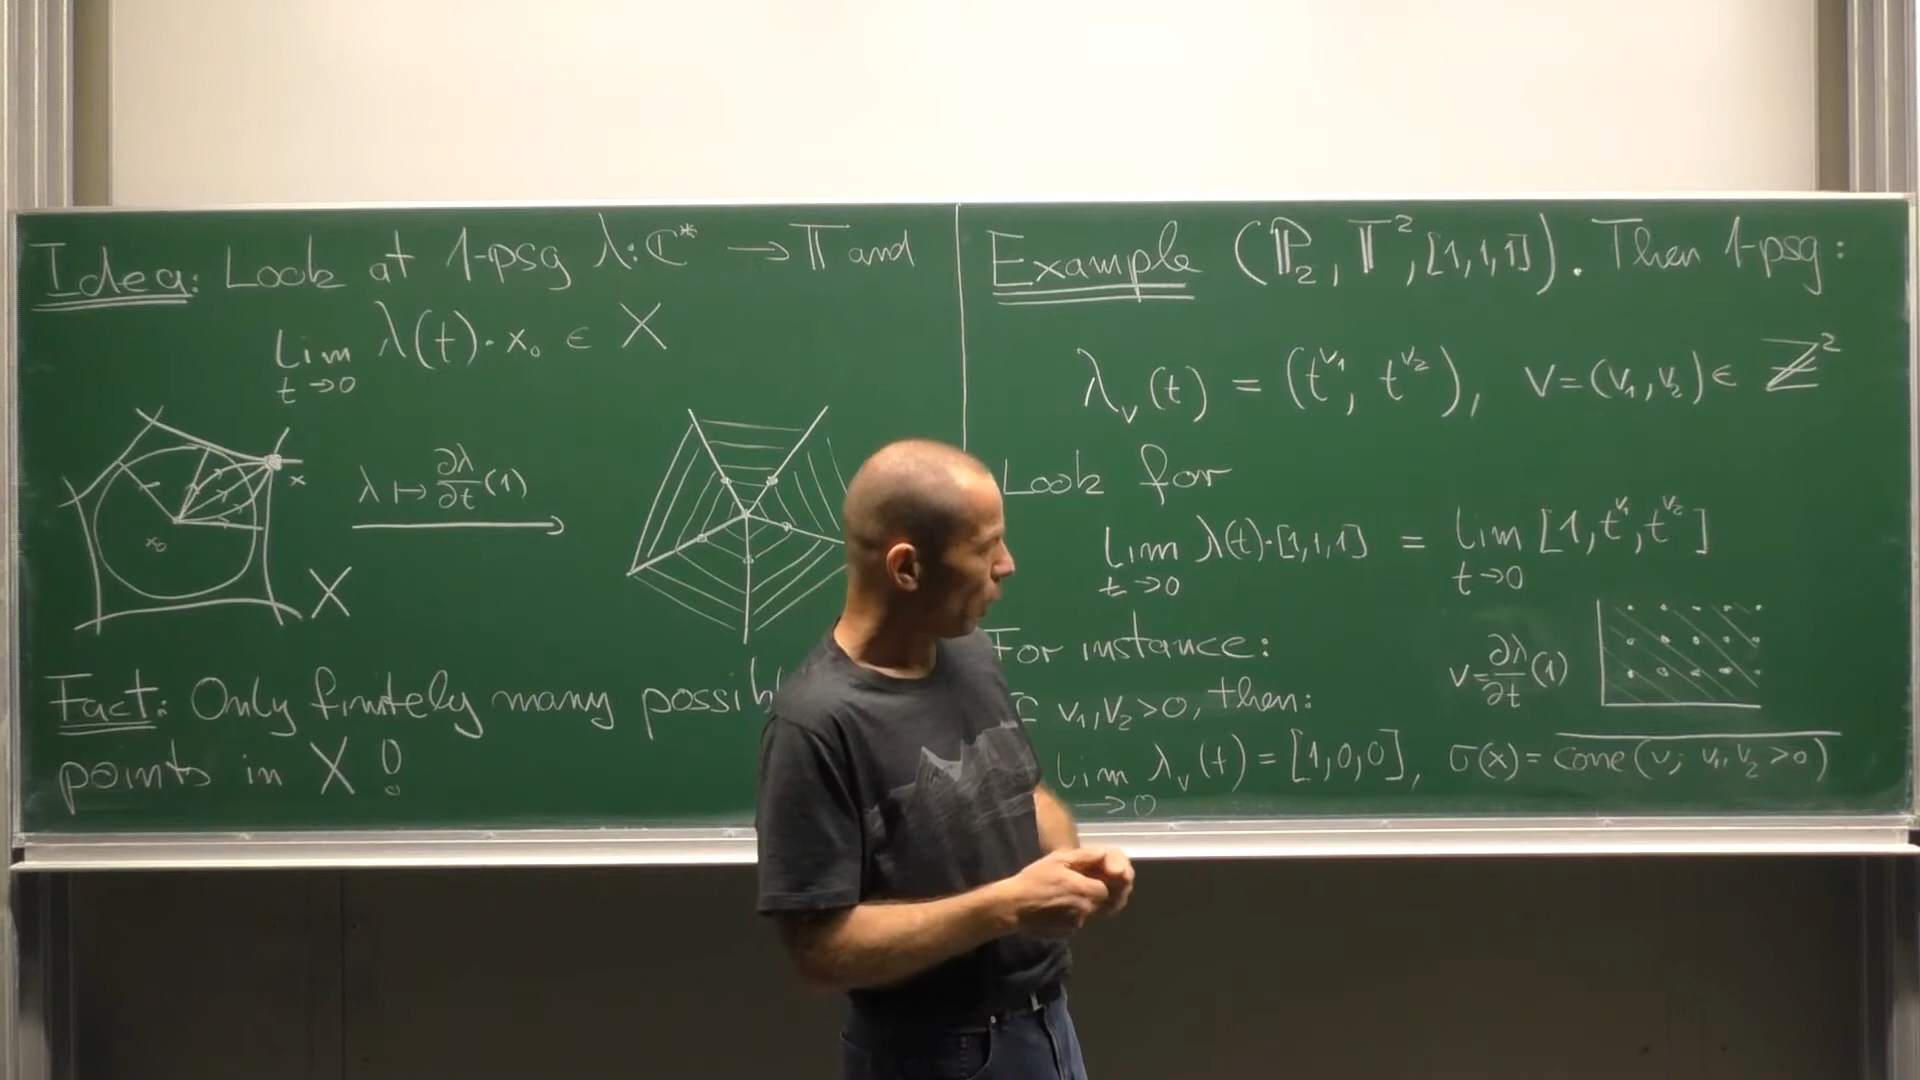 Idea: Look at 1-psg λ: ℂ* → 𝕋 and
lim λ(t)·x₀ ∈ X
t→0
x
x₀
X
λ ↦ ∂λ/∂t (1)
Fact: Only finitely many
points in X !
Example (ℙ₂, 𝕋², [1,1,1]). Then 1-psg:
λᵥ(t) = (t^v₁, t^v₂), v=(v₁,v₂) ∈ ℤ²
Look for
lim λ(t)·[1,1,1] = lim [1,t^v₁,t^v₂]
t→0 t→0
For instance:
v₁,v₂>0, then:
v=∂λ/∂t (1)
lim λᵥ(t) = [1,0,0], σ(x) = \overline{cone(v; v₁,v₂>0)}
→0